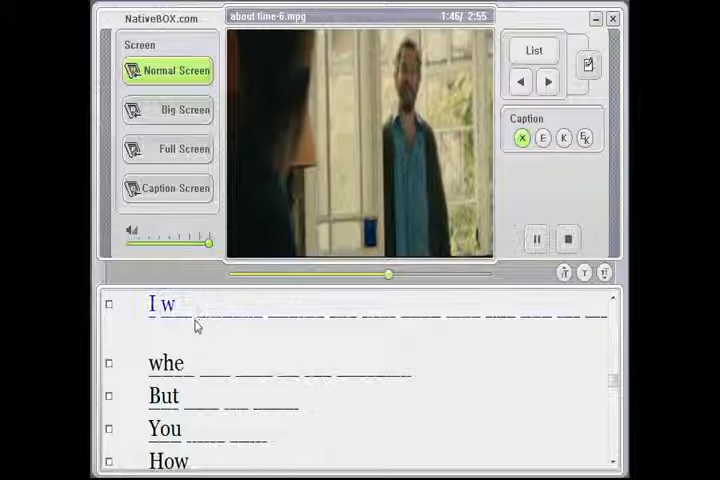 NativeBOX.com
about time-6.mpg 1:46/ 2:55
Screen
Normal Screen
Big Screen
Full Screen
Caption Screen
List
Caption
X E K EK
T T T
I w
whe
But
You
How